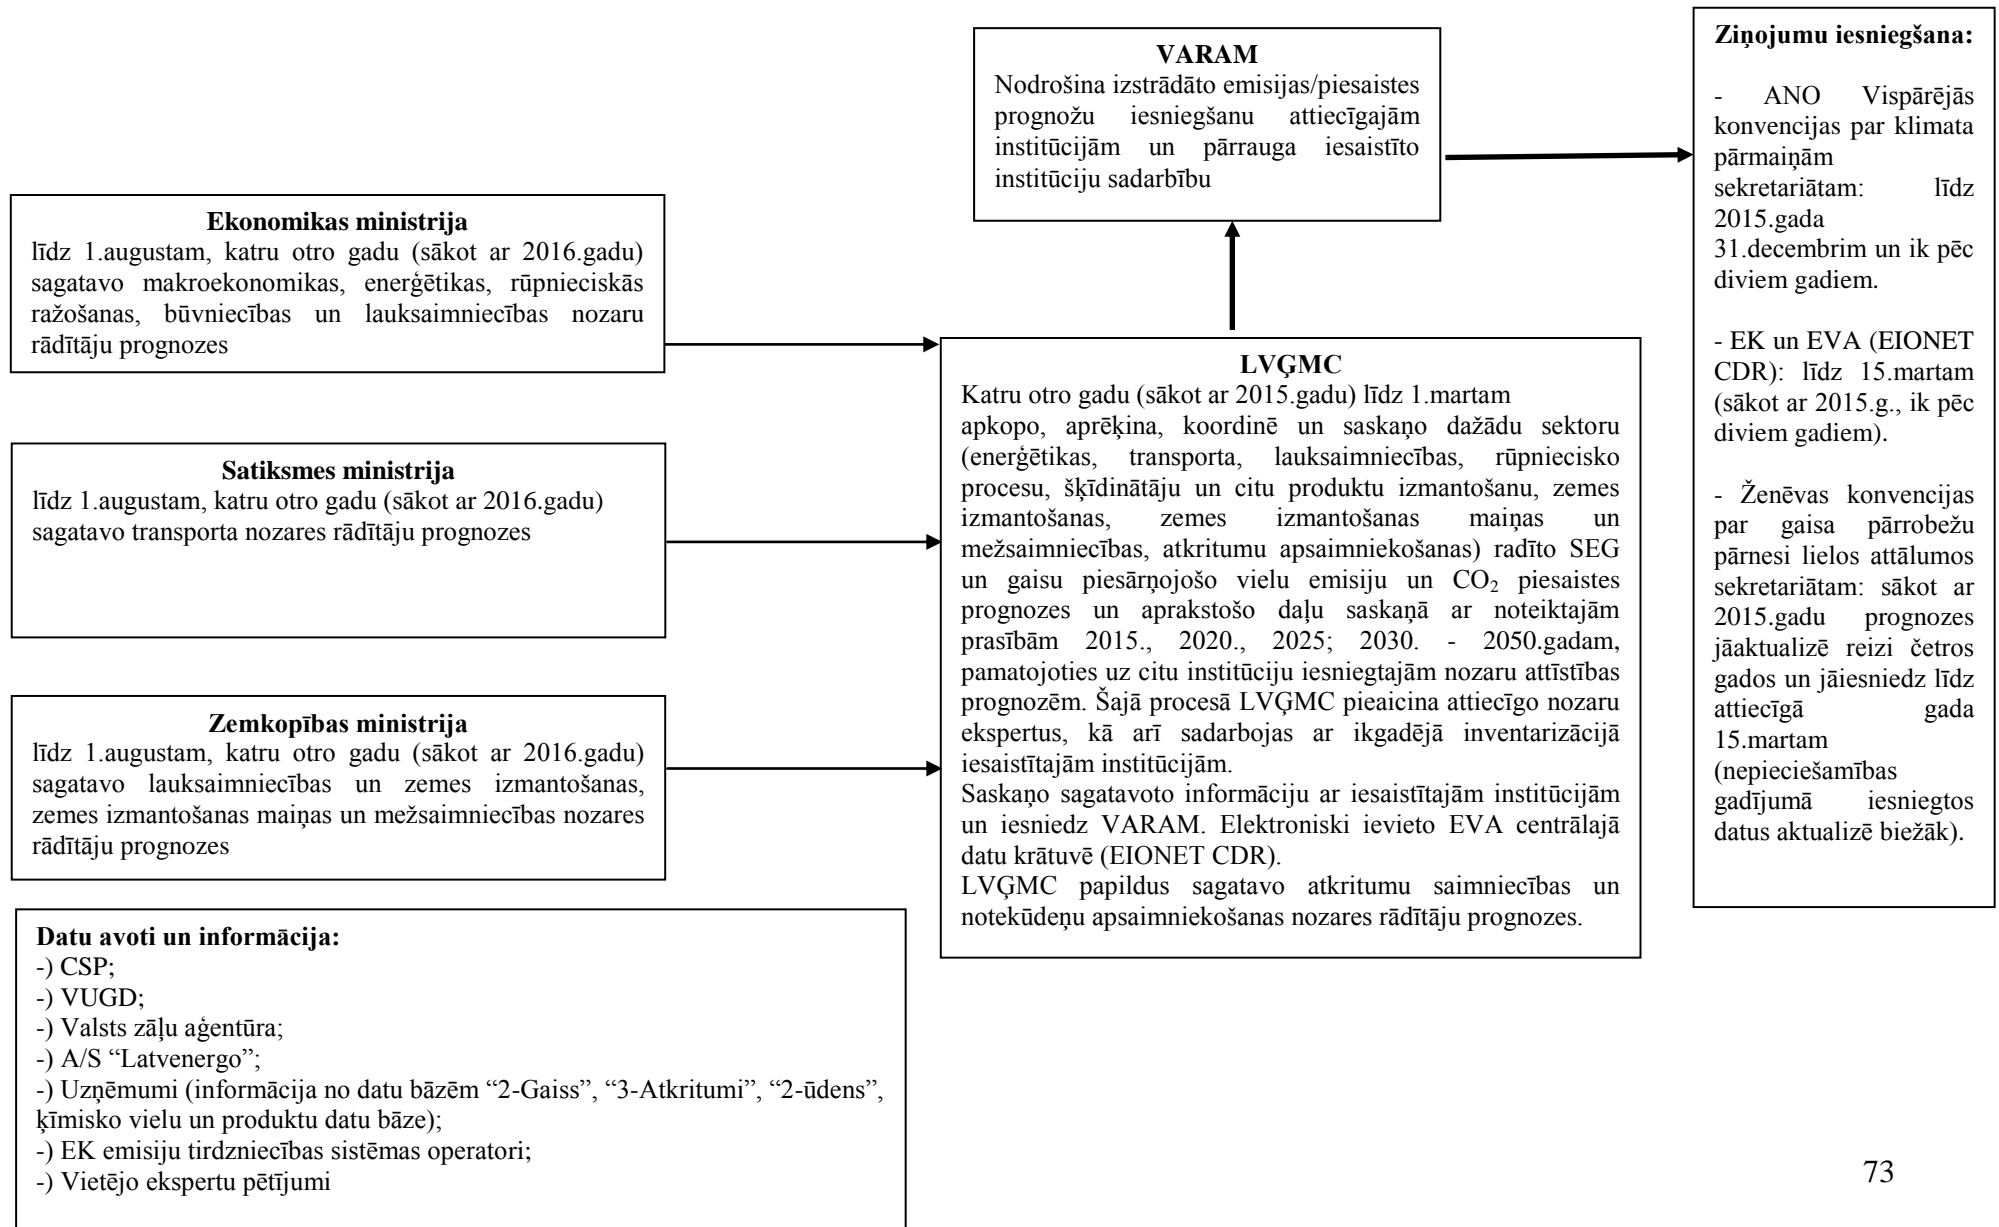 VARAM
Nodrošina izstrādāto emisijas/piesaistes
prognožu iesniegšanu attiecīgajām
institūcijām un pārrauga iesaistīto
institūciju sadarbību
Ziņojumu iesniegšana:
- ANO Vispārējās
konvencijas par klimata
pārmaiņām
sekretariātam: līdz
2015.gada
31.decembrim un ik pēc
diviem gadiem.
- EK un EVA (EIONET
CDR): līdz 15.martam
(sākot ar 2015.g., ik pēc
diviem gadiem).
- Ženēvas konvencijas
par gaisa pārrobežu
pārnesi lielos attālumos
sekretariātam: sākot ar
2015.gadu prognozes
jāaktualizē reizi četros
gados un jāiesniedz līdz
attiecīgā gada
15.martam
(nepieciešamības
gadījumā iesniegtos
datus aktualizē biežāk).
Ekonomikas ministrija
līdz 1.augustam, katru otro gadu (sākot ar 2016.gadu)
sagatavo makroekonomikas, enerģētikas, rūpnieciskās
ražošanas, būvniecības un lauksaimniecības nozaru
rādītāju prognozes
Satiksmes ministrija
līdz 1.augustam, katru otro gadu (sākot ar 2016.gadu)
sagatavo transporta nozares rādītāju prognozes
Zemkopības ministrija
līdz 1.augustam, katru otro gadu (sākot ar 2016.gadu)
sagatavo lauksaimniecības un zemes izmantošanas,
zemes izmantošanas maiņas un mežsaimniecības nozares
rādītāju prognozes
LVĢMC
Katru otro gadu (sākot ar 2015.gadu) līdz 1.martam
apkopo, aprēķina, koordinē un saskaņo dažādu sektoru
(enerģētikas, transporta, lauksaimniecības, rūpniecisko
procesu, šķīdinātāju un citu produktu izmantošanu, zemes
izmantošanas, zemes izmantošanas maiņas un
mežsaimniecības, atkritumu apsaimniekošanas) radīto SEG
un gaisu piesārņojošo vielu emisiju un CO₂ piesaistes
prognozes un aprakstošo daļu saskaņā ar noteiktajām
prasībām 2015., 2020., 2025; 2030. - 2050.gadam,
pamatojoties uz citu institūciju iesniegtajām nozaru attīstības
prognozēm. Šajā procesā LVĢMC pieaicina attiecīgo nozaru
ekspertus, kā arī sadarbojas ar ikgadējā inventarizācijā
iesaistītajām institūcijām.
Saskaņo sagatavoto informāciju ar iesaistītajām institūcijām
un iesniedz VARAM. Elektroniski ievieto EVA centrālajā
datu krātuvē (EIONET CDR).
LVĢMC papildus sagatavo atkritumu saimniecības un
notekūdeņu apsaimniekošanas nozares rādītāju prognozes.
Datu avoti un informācija:
-) CSP;
-) VUGD;
-) Valsts zāļu aģentūra;
-) A/S “Latvenergo”;
-) Uzņēmumi (informācija no datu bāzēm “2-Gaiss”, “3-Atkritumi”, “2-ūdens”,
ķīmisko vielu un produktu datu bāze);
-) EK emisiju tirdzniecības sistēmas operatori;
-) Vietējo ekspertu pētījumi
73